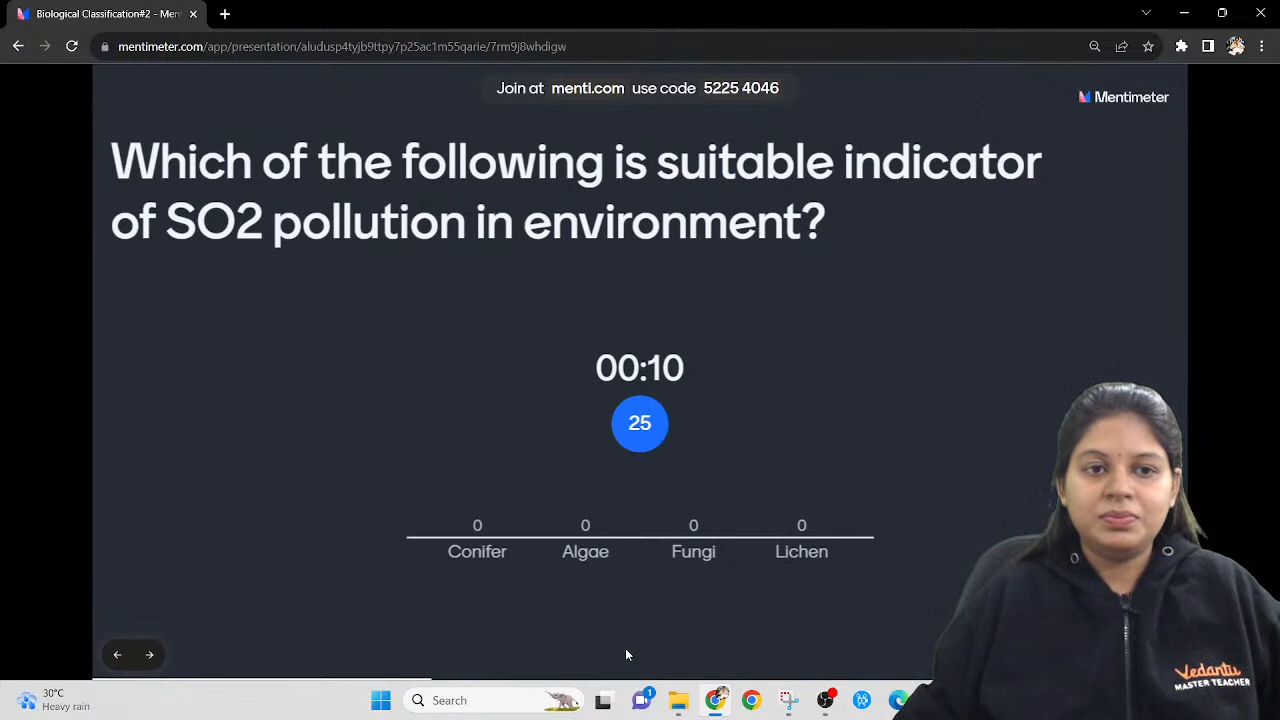 Biological Classification#2 - Men
mentimeter.com/app/presentation/aludusp4tyjb9ttpy7p25ac1m55qarie/7rm9j8whdigw
Join at menti.com use code 5225 4046
Mentimeter
Which of the following is suitable indicator
of SO2 pollution in environment?
00:10
25
0 0 0 0
Conifer Algae Fungi Lichen
Vedantu
MASTER TEACHER
30°C
Heavy rain
Search
1